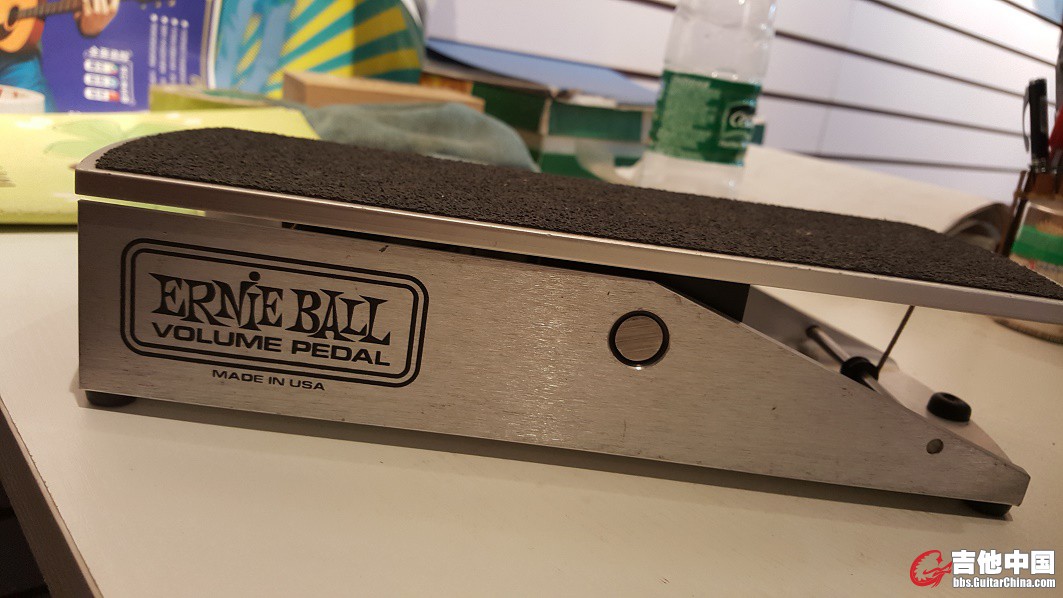 ERNIE BALL
VOLUME PEDAL
MADE IN USA
吉他中国
bbs.GuitarChina.com